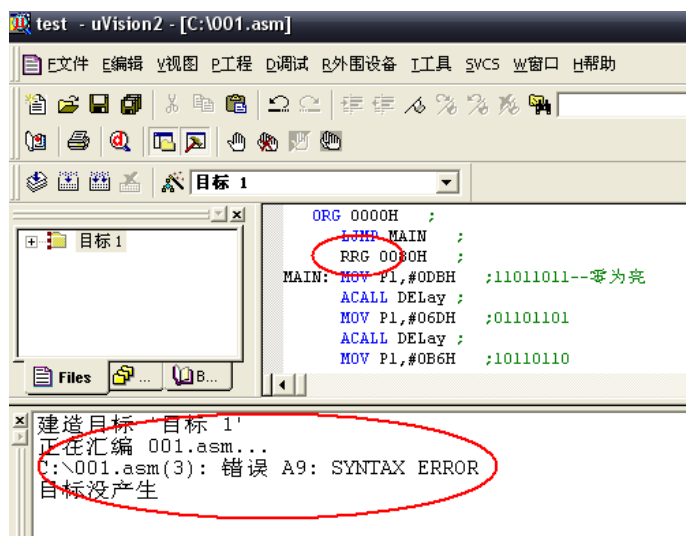 test - uVision2 - [C:\001.asm]
E文件 E编辑 V视图 P工程 D调试 R外围设备 T工具 SVCS W窗口 H帮助
目标 1
目标 1
Files ... B...
ORG 0000H ;
LJMP MAIN ;
RRG 0080H ;
MAIN: MOV P1,#0DBH ;11011011--零为亮
ACALL DELay ;
MOV P1,#06DH ;01101101
ACALL DELay ;
MOV P1,#0B6H ;10110110
建造目标 '目标 1'
正在汇编 001.asm...
C:\001.asm(3): 错误 A9: SYNTAX ERROR
目标没产生